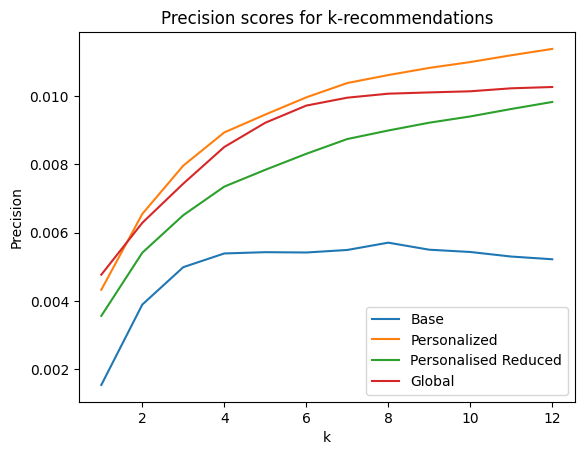 Precision scores for k-recommendations
Precision
0.010
0.008
0.006
0.004
0.002
2
4
6
8
10
12
k
Base
Personalized
Personalised Reduced
Global